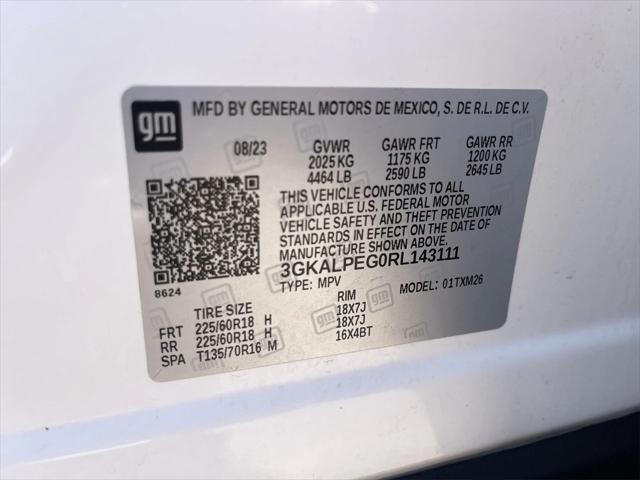 gm
MFD BY GENERAL MOTORS DE MEXICO, S. DE R.L. DE C.V.
08/23 GVWR GAWR FRT GAWR RR
2025 KG 1175 KG 1200 KG
4464 LB 2590 LB 2645 LB
THIS VEHICLE CONFORMS TO ALL
APPLICABLE U.S. FEDERAL MOTOR
VEHICLE SAFETY AND THEFT PREVENTION
STANDARDS IN EFFECT ON THE DATE OF
MANUFACTURE SHOWN ABOVE.
3GKALPEG0RL143111
8624
TYPE: MPV MODEL: 01TXM26
TIRE SIZE RIM
FRT 225/60R18 H 18X7J
RR 225/60R18 H 18X7J
SPA T135/70R16 M 16X4BT